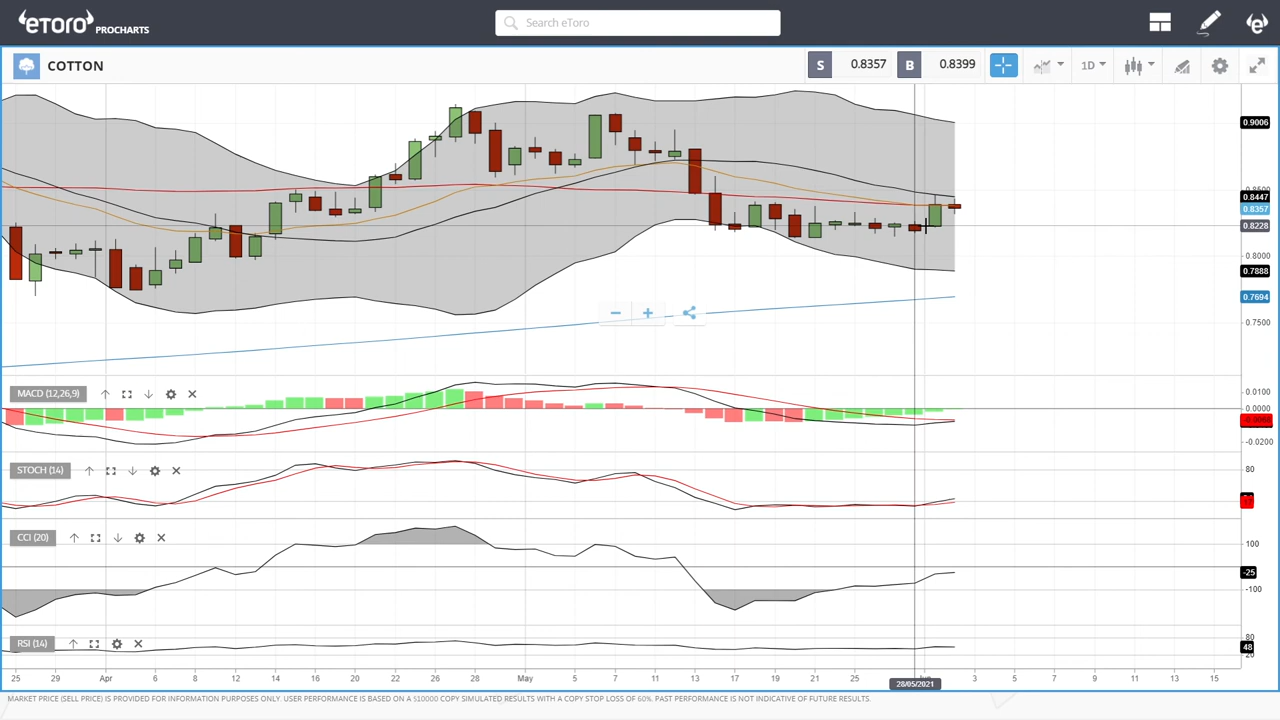 eToro PROCHARTS
Search eToro
COTTON
S 0.8357 B 0.8399
1D
0.9006
0.8500
0.8447
0.8357
0.8228
0.8000
0.7888
0.7694
0.7500
MACD (12,26,9)
0.0100
0.0000
-0.0200
STOCH (14)
80
CCI (20)
100
-25
-100
RSI (14)
80
48
20
25 29 Apr 6 8 12 14 16 20 22 26 28 May 5 7 11 13 17 19 21 25 3 5 7 9 11 13 15
28/05/2021
MARKET PRICE (SELL PRICE) IS PROVIDED FOR INFORMATION PURPOSES ONLY. USER PERFORMANCE IS BASED ON A $10000 COPY SIMULATED RESULTS WITH A COPY STOP LOSS OF 60%. PAST PERFORMANCE IS NOT INDICATIVE OF FUTURE RESULTS.